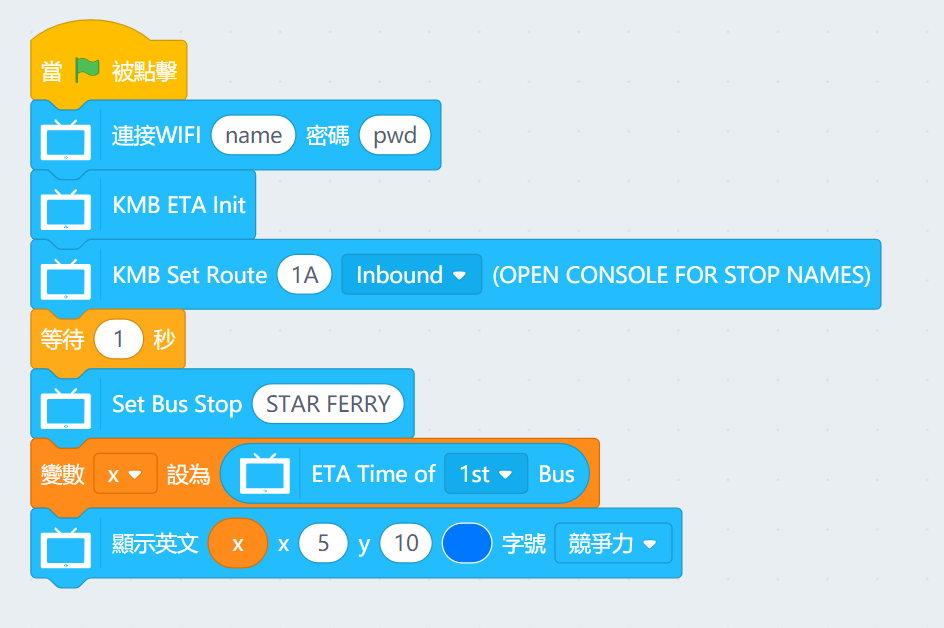 當 被點擊
連接WIFI name 密碼 pwd
KMB ETA Init
KMB Set Route 1A Inbound (OPEN CONSOLE FOR STOP NAMES)
等待 1 秒
Set Bus Stop STAR FERRY
變數 x 設為 ETA Time of 1st Bus
顯示英文 x x 5 y 10 字號 競爭力